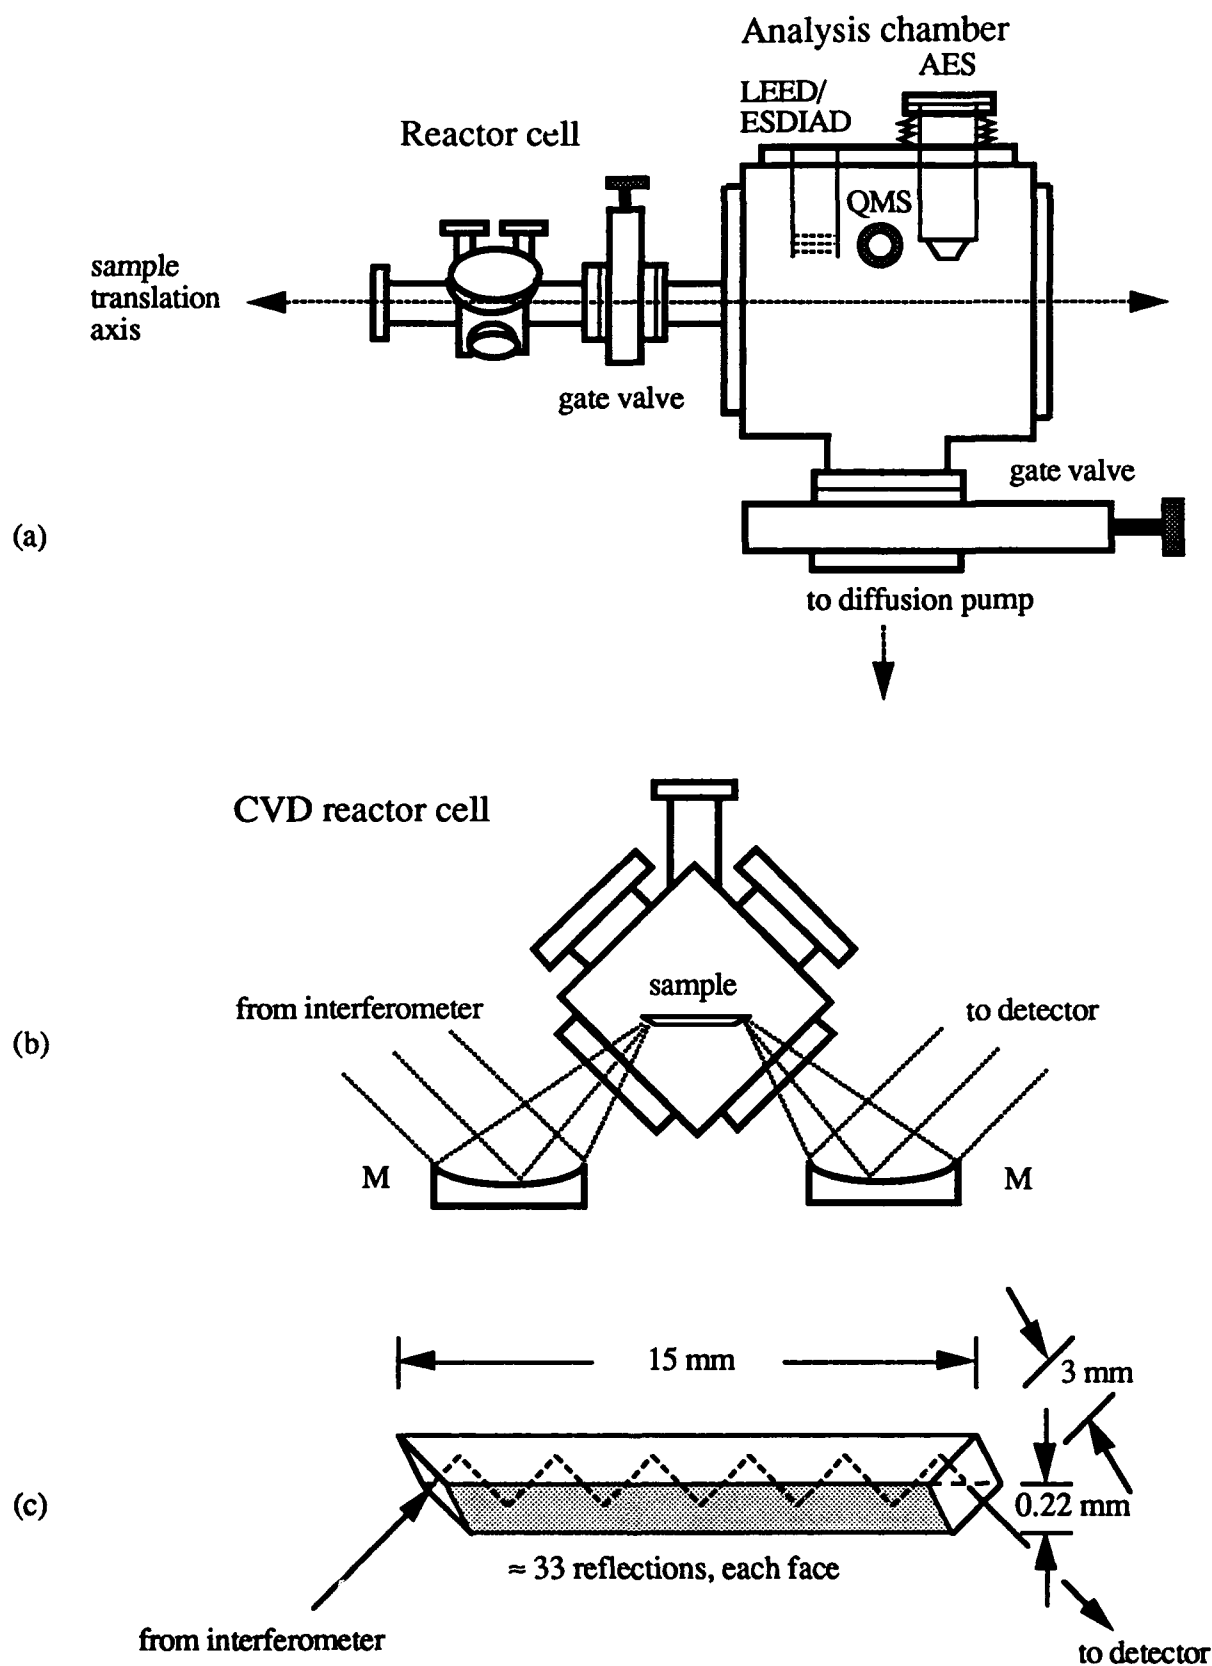 Analysis chamber
AES
LEED/
ESDIAD
Reactor cell
QMS
sample
translation
axis
gate valve
gate valve
(a)
to diffusion pump
CVD reactor cell
sample
from interferometer
to detector
(b)
M
M
15 mm
3 mm
(c)
0.22 mm
≈ 33 reflections, each face
from interferometer
to detector